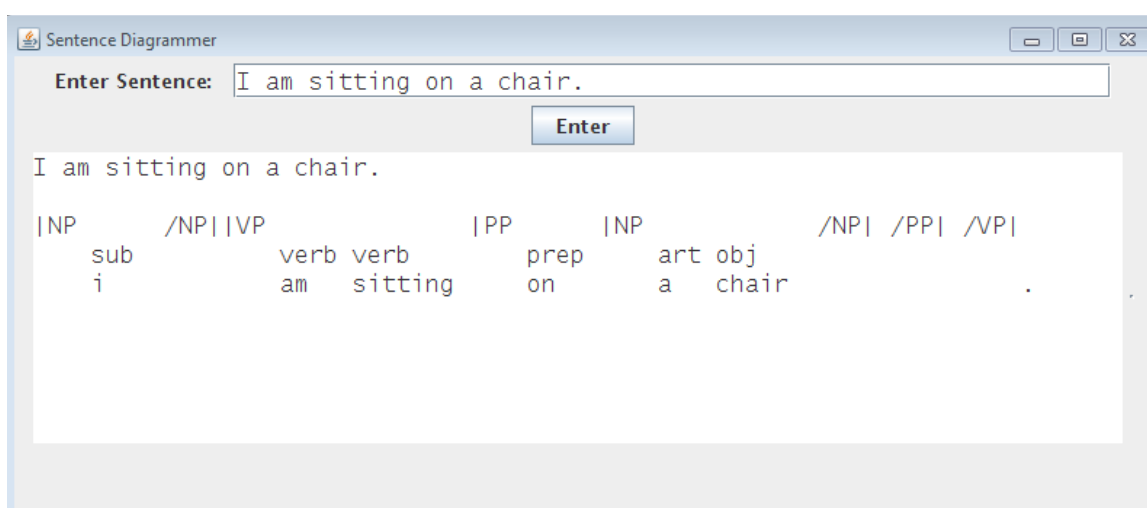 Sentence Diagrammer
Enter Sentence: I am sitting on a chair.
Enter
I am sitting on a chair.
|NP /NP||VP |PP |NP /NP| /PP| /VP|
sub verb verb prep art obj
i am sitting on a chair .